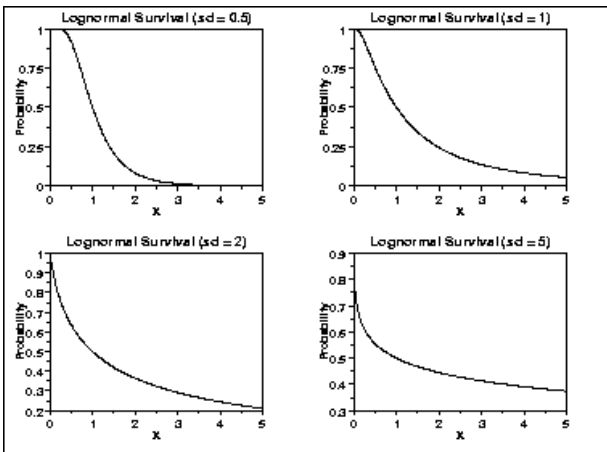 Lognormal Survival (sd = 0.5)
1
0.75
0.5
0.25
0
Probability
0 1 2 3 4 5
X
Lognormal Survival (sd = 1)
1
0.75
0.5
0.25
0
Probability
0 1 2 3 4 5
X
Lognormal Survival (sd = 2)
1
0.9
0.8
0.7
0.6
0.5
0.4
0.3
0.2
Probability
0 1 2 3 4 5
X
Lognormal Survival (sd = 5)
0.9
0.8
0.7
0.6
0.5
0.4
0.3
Probability
0 1 2 3 4 5
X